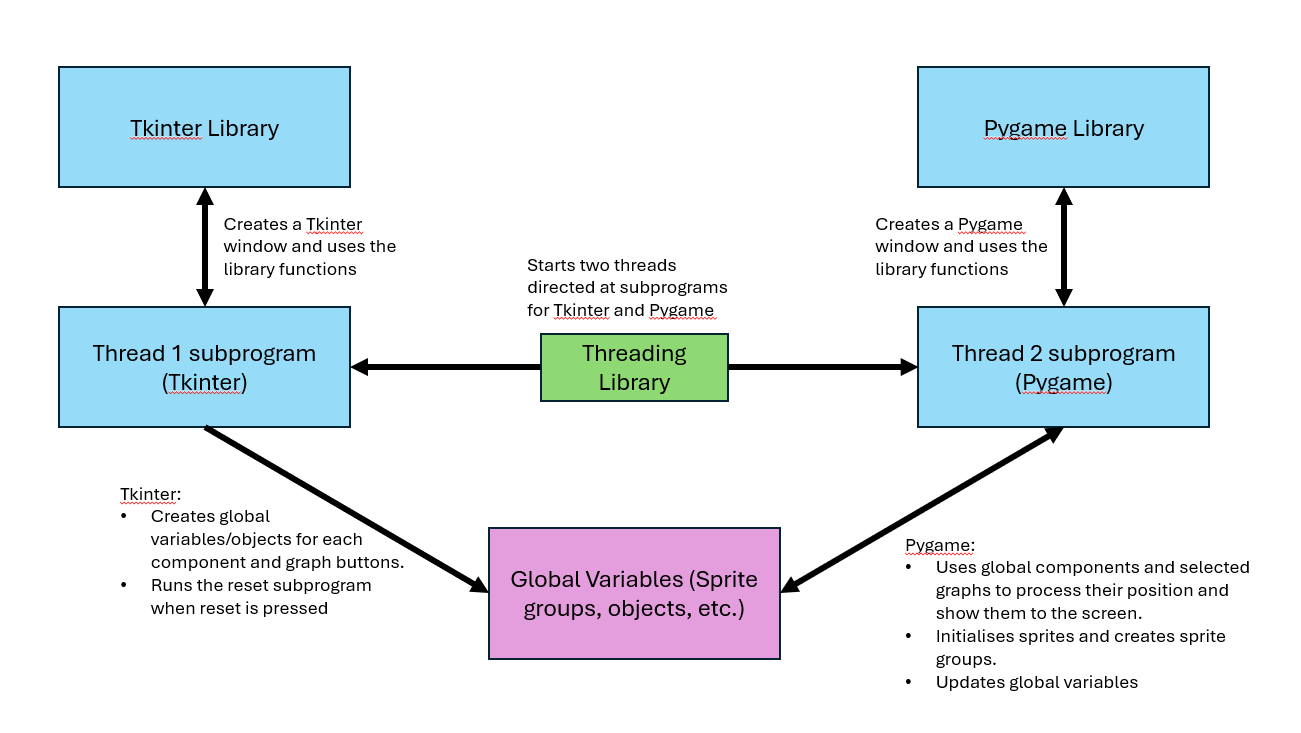 Tkinter Library
Pygame Library
Creates a Tkinter
window and uses the
library functions
Creates a Pygame
window and uses the
library functions
Starts two threads
directed at subprograms
for Tkinter and Pygame
Thread 1 subprogram
(Tkinter)
Threading
Library
Thread 2 subprogram
(Pygame)
Tkinter:
• Creates global
variables/objects for each
component and graph buttons.
• Runs the reset subprogram
when reset is pressed
Global Variables (Sprite
groups, objects, etc.)
Pygame:
• Uses global components and selected
graphs to process their position and
show them to the screen.
• Initialises sprites and creates sprite
groups.
• Updates global variables